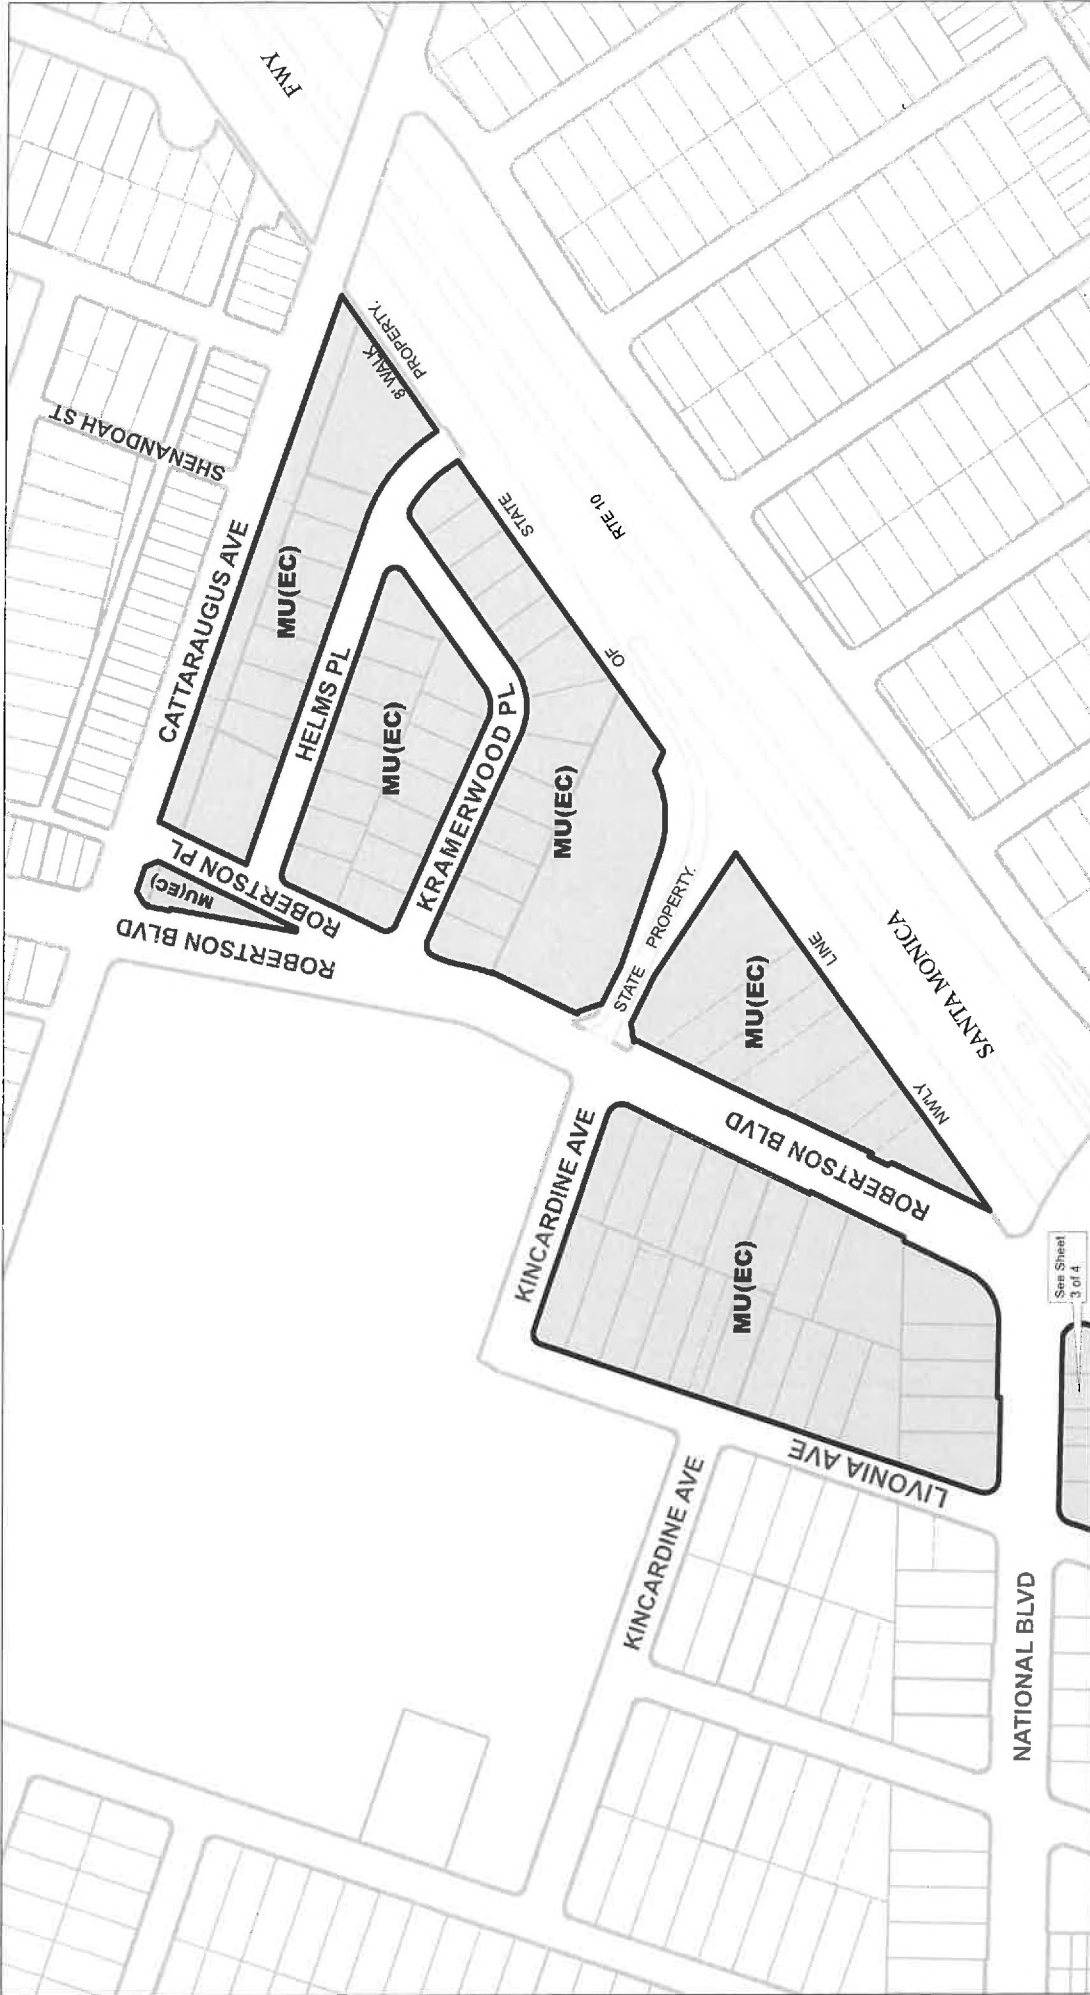 FWY
SHENANDOAH ST
CATTARAUGUS AVE
8' WALK
PROPERTY.
STATE
OF
RTE 10
MU(EC)
HELMS PL
MU(EC)
KRAMERWOOD PL
MU(EC)
ROBERTSON PL
MU(EC)
ROBERTSON BLVD
STATE PROPERTY.
MU(EC)
LINE
NW'LY
SANTA MONICA
ROBERTSON BLVD
KINCARDINE AVE
MU(EC)
LIVONIA AVE
KINCARDINE AVE
NATIONAL BLVD
See Sheet
3 of 4